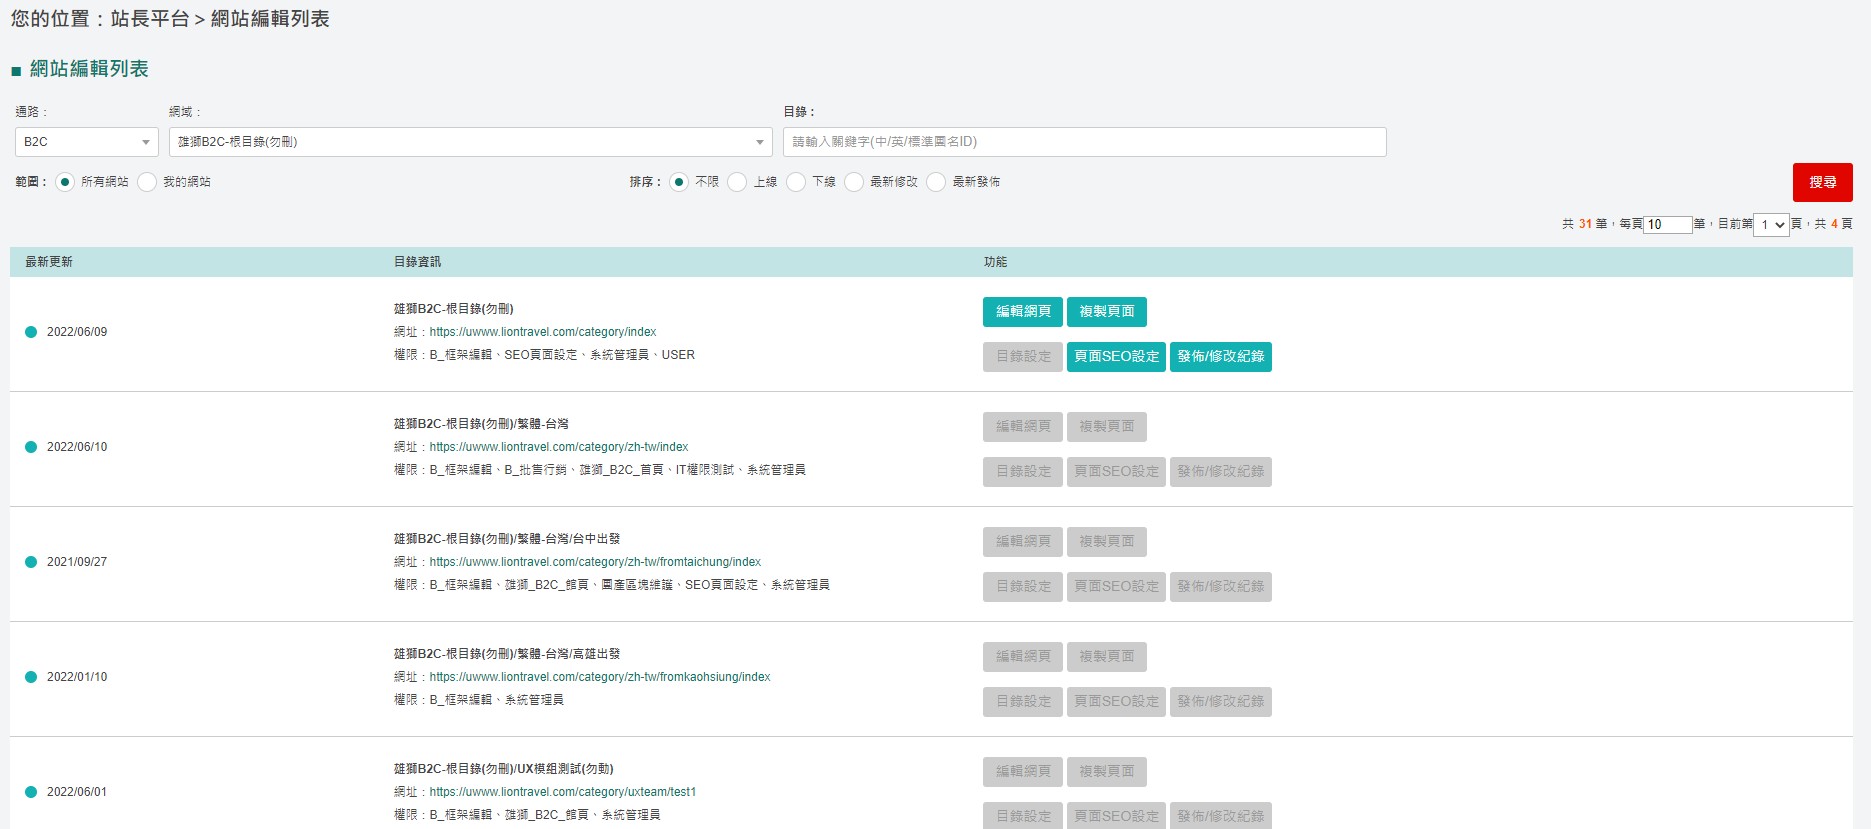 您的位置：站長平台 > 網站編輯列表
■ 網站編輯列表
通路： 網域： 目錄：
B2C 雄獅B2C-根目錄(勿刪) 請輸入關鍵字(中/英/標準團名ID)
範圍： 所有網站 我的網站 排序： 不限 上線 下線 最新修改 最新發佈
搜尋
共 31 筆，每頁 10 筆，目前第 1 頁，共 4 頁
最新更新 目錄資訊 功能
雄獅B2C-根目錄(勿刪) 編輯網頁 複製頁面
2022/06/09 網址：https://uwww.liontravel.com/category/index
權限：B_框架編輯、SEO頁面設定、系統管理員、USER 目錄設定 頁面SEO設定 發佈/修改紀錄
雄獅B2C-根目錄(勿刪)/繁體-台灣 編輯網頁 複製頁面
2022/06/10 網址：https://uwww.liontravel.com/category/zh-tw/index
權限：B_框架編輯、B_批售行銷、雄獅_B2C_首頁、IT權限測試、系統管理員 目錄設定 頁面SEO設定 發佈/修改紀錄
雄獅B2C-根目錄(勿刪)/繁體-台灣/台中出發 編輯網頁 複製頁面
2021/09/27 網址：https://uwww.liontravel.com/category/zh-tw/fromtaichung/index
權限：B_框架編輯、雄獅_B2C_館頁、團產區塊維護、SEO頁面設定、系統管理員 目錄設定 頁面SEO設定 發佈/修改紀錄
雄獅B2C-根目錄(勿刪)/繁體-台灣/高雄出發 編輯網頁 複製頁面
2022/01/10 網址：https://uwww.liontravel.com/category/zh-tw/fromkaohsiung/index
權限：B_框架編輯、系統管理員 目錄設定 頁面SEO設定 發佈/修改紀錄
雄獅B2C-根目錄(勿刪)/UX模組測試(勿動) 編輯網頁 複製頁面
2022/06/01 網址：https://uwww.liontravel.com/category/uxteam/test1
權限：B_框架編輯、雄獅_B2C_館頁、系統管理員 目錄設定 頁面SEO設定 發佈/修改紀錄